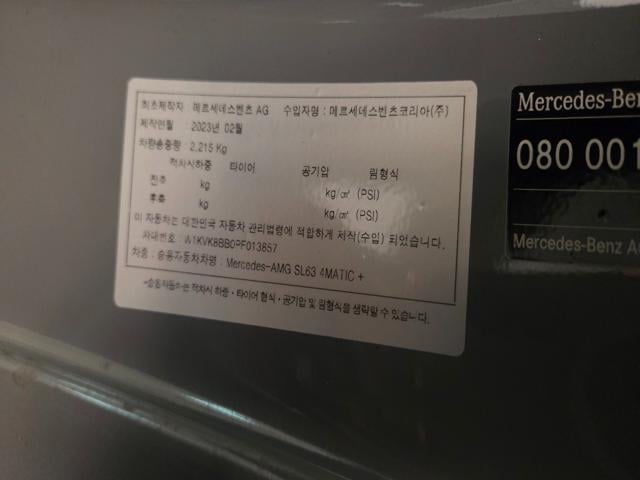 최초제작자 : 메르세데스벤츠 AG 수입자명 : 메르세데스벤츠코리아(주)
제작연월 : 2023년 02월
차량총중량 : 2,215 Kg
적차시하중 타이어 공기압 림형식
전축 : kg kg/㎠ (PSI)
후축 : kg kg/㎠ (PSI)
이 자동차는 대한민국 자동차 관리법령에 적합하게 제작(수입) 되었습니다.
차대번호 : W1KVK8BB0PF013857
차종 : 승용자동차차명 : Mercedes-AMG SL63 4MATIC +
*승용자동차는 적차시 하중·타이어 형식·공기압 및 림형식을 생략할 수 있습니다.
Mercedes-Ben
080 001
Mercedes-Benz Au